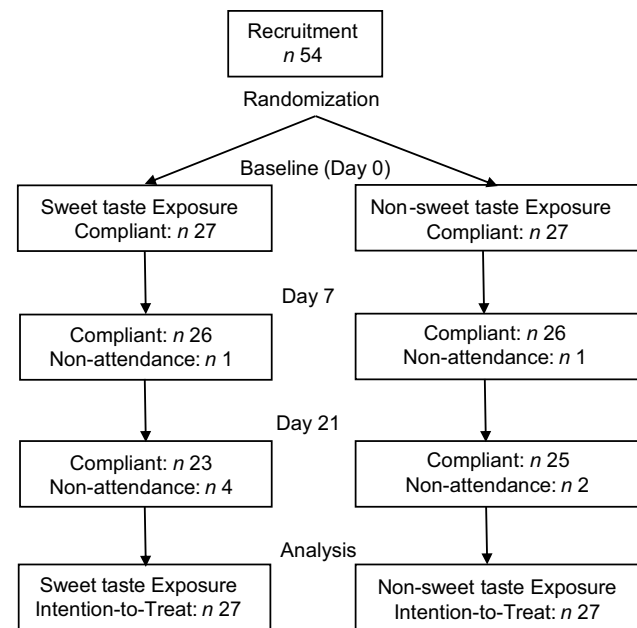 Recruitment
n 54
Randomization
Baseline (Day 0)
Sweet taste Exposure
Compliant: n 27
Non-sweet taste Exposure
Compliant: n 27
Day 7
Compliant: n 26
Non-attendance: n 1
Compliant: n 26
Non-attendance: n 1
Day 21
Compliant: n 23
Non-attendance: n 4
Compliant: n 25
Non-attendance: n 2
Analysis
Sweet taste Exposure
Intention-to-Treat: n 27
Non-sweet taste Exposure
Intention-to-Treat: n 27